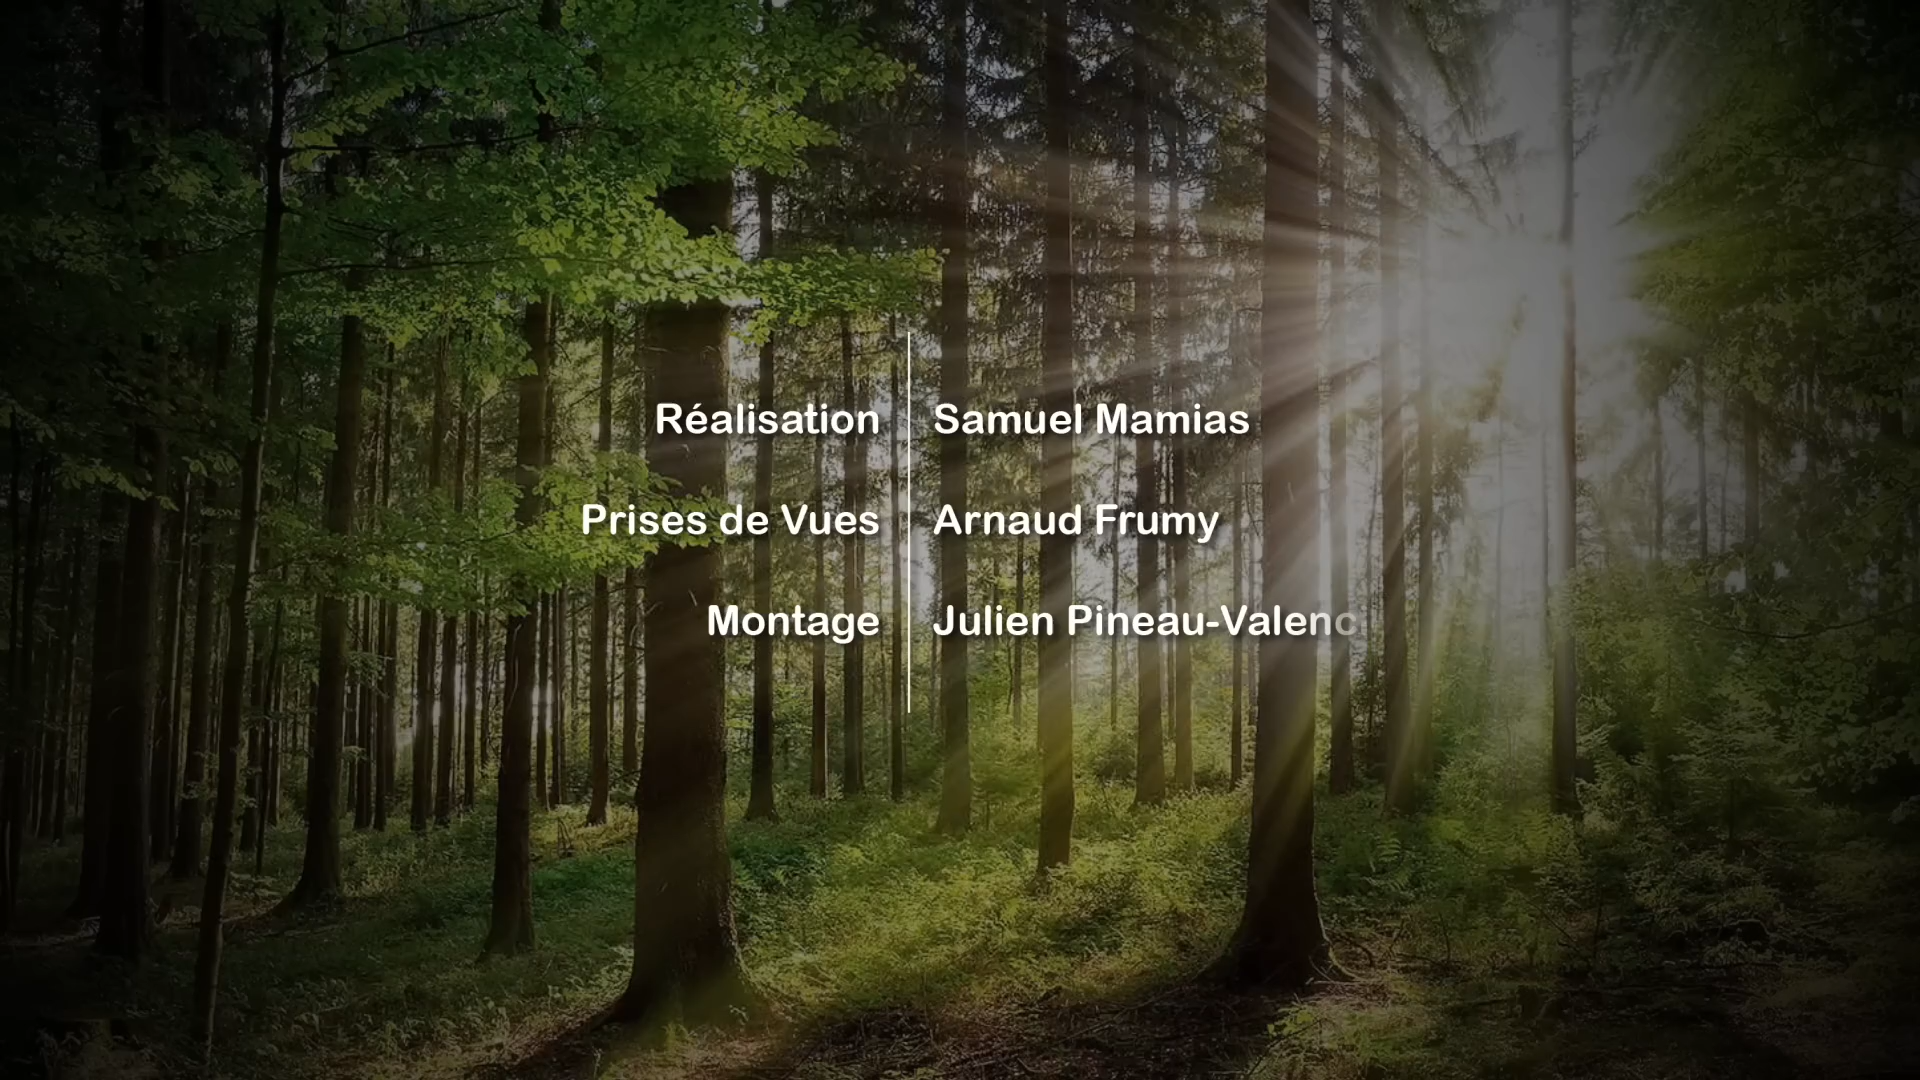 Réalisation Samuel Mamias
Prises de Vues Arnaud Frumy
Montage Julien Pineau-Valenc